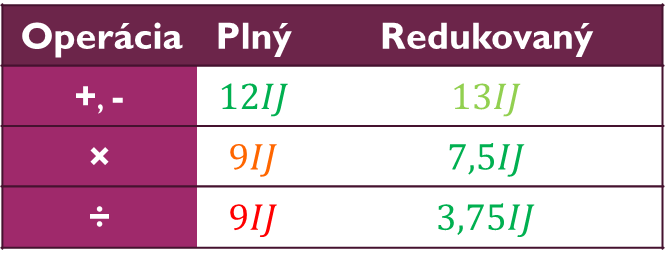 Operácia Plný Redukovaný
+, - 12IJ 13IJ
× 9IJ 7,5IJ
÷ 9IJ 3,75IJ